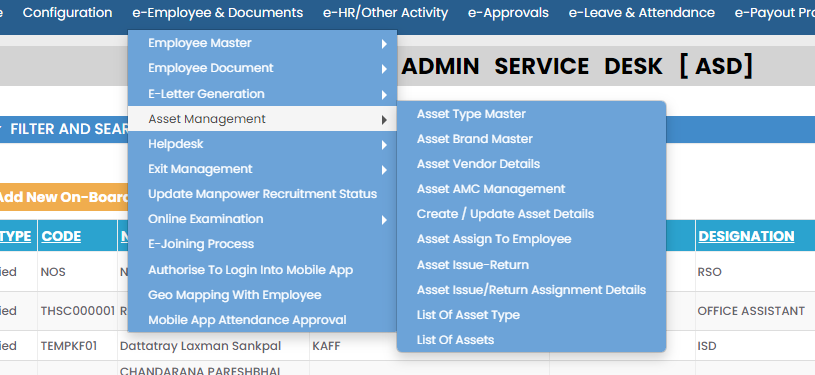 Configuration e-Employee & Documents e-HR/Other Activity e-Approvals e-Leave & Attendance e-Payout Pro
Employee Master
Employee Document
E-Letter Generation
Asset Management
Helpdesk
Exit Management
Update Manpower Recruitment Status
Online Examination
E-Joining Process
Authorise To Login Into Mobile App
Geo Mapping With Employee
Mobile App Attendance Approval
ADMIN SERVICE DESK [ ASD]
Asset Type Master
Asset Brand Master
Asset Vendor Details
Asset AMC Management
Create / Update Asset Details
Asset Assign To Employee
Asset Issue-Return
Asset Issue/Return Assignment Details
List Of Asset Type
List Of Assets
FILTER AND SEAR
Add New On-Board
TYPE CODE N DESIGNATION
ied NOS N RSO
ied THSC000001 R OFFICE ASSISTANT
ied TEMPKF01 Dattatray Laxman Sankpal KAFF ISD
CHANDARANA PARESHBHAI